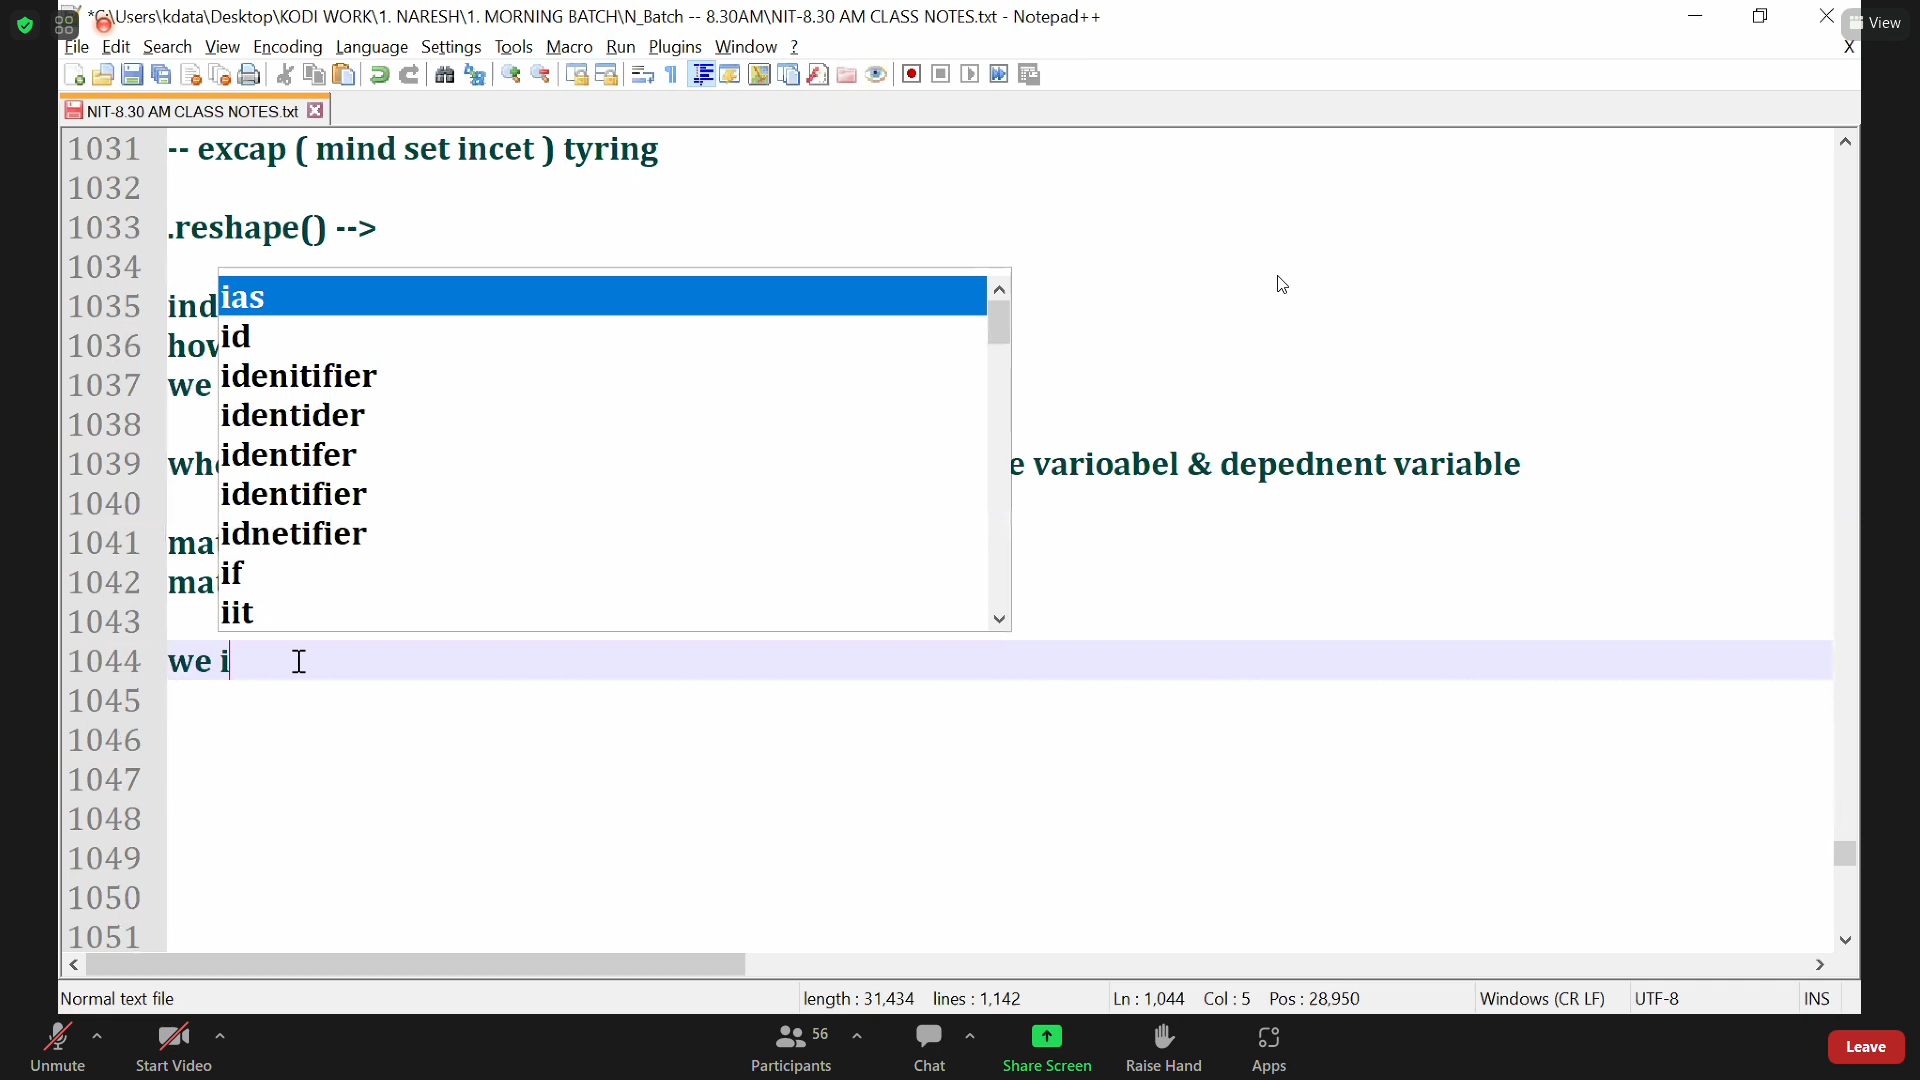 *C:\Users\kdata\Desktop\KODI WORK\1. NARESH\1. MORNING BATCH\N_Batch -- 8.30AM\NIT-8.30 AM CLASS NOTES.txt - Notepad++
View
File Edit Search View Encoding Language Settings Tools Macro Run Plugins Window ? X
NIT-8.30 AM CLASS NOTES.txt
1031 -- excap ( mind set incet ) tyring
1032
1033 .reshape() -->
1034
ias
1035 ind
id
1036 how
idenitifier
1037 we
identider
1038
identifer
1039 whe e varioabel & depednent variable
identifier
1040
idnetifier
1041 mat
if
1042 mat
iit
1043
1044 we i
1045
1046
1047
1048
1049
1050
1051
Normal text file length : 31,434 lines : 1,142 Ln : 1,044 Col : 5 Pos : 28,950 Windows (CR LF) UTF-8 INS
56
Unmute Start Video Participants Chat Share Screen Raise Hand Apps Leave